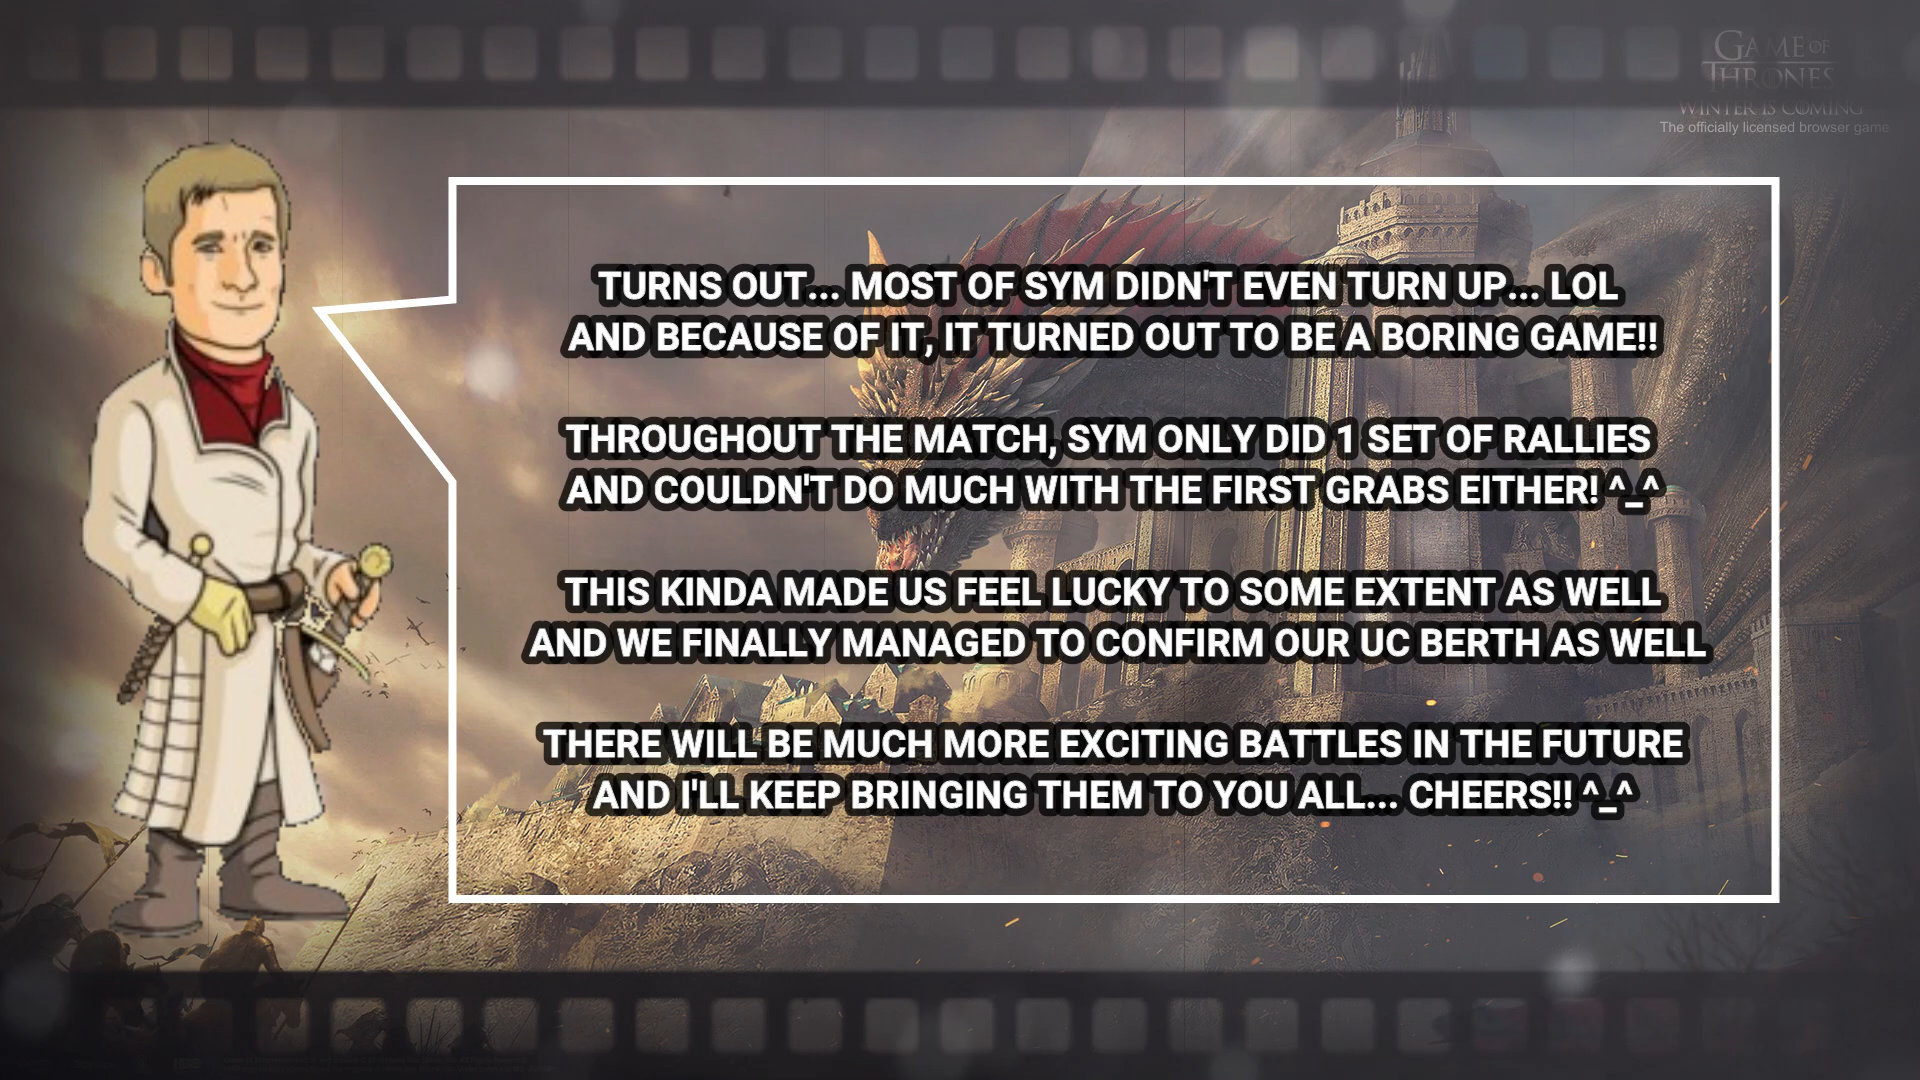 GAME OF
THRONES
WINTER IS COMING
The officially licensed browser game
TURNS OUT... MOST OF SYM DIDN'T EVEN TURN UP... LOL
AND BECAUSE OF IT, IT TURNED OUT TO BE A BORING GAME!!
THROUGHOUT THE MATCH, SYM ONLY DID 1 SET OF RALLIES
AND COULDN'T DO MUCH WITH THE FIRST GRABS EITHER! ^_^
THIS KINDA MADE US FEEL LUCKY TO SOME EXTENT AS WELL
AND WE FINALLY MANAGED TO CONFIRM OUR UC BERTH AS WELL
THERE WILL BE MUCH MORE EXCITING BATTLES IN THE FUTURE
AND I'LL KEEP BRINGING THEM TO YOU ALL... CHEERS!! ^_^
HBO